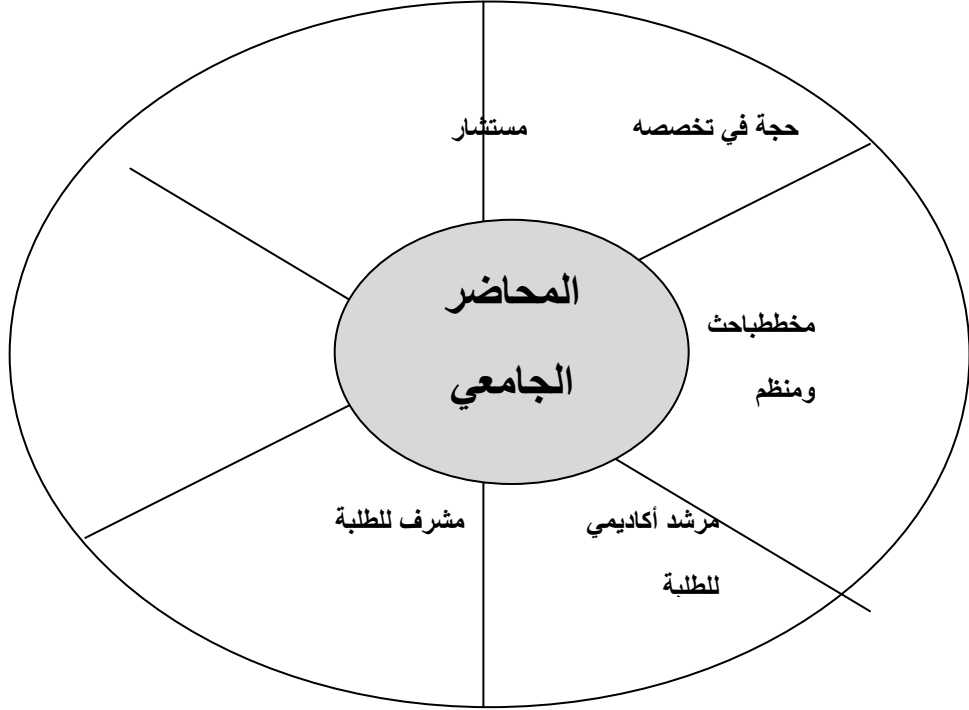 حجة في تخصصه
مستشار
المحاضر
الجامعي
مخططباحث
ومنظم
مرشد أكاديمي
للطلبة
مشرف للطلبة